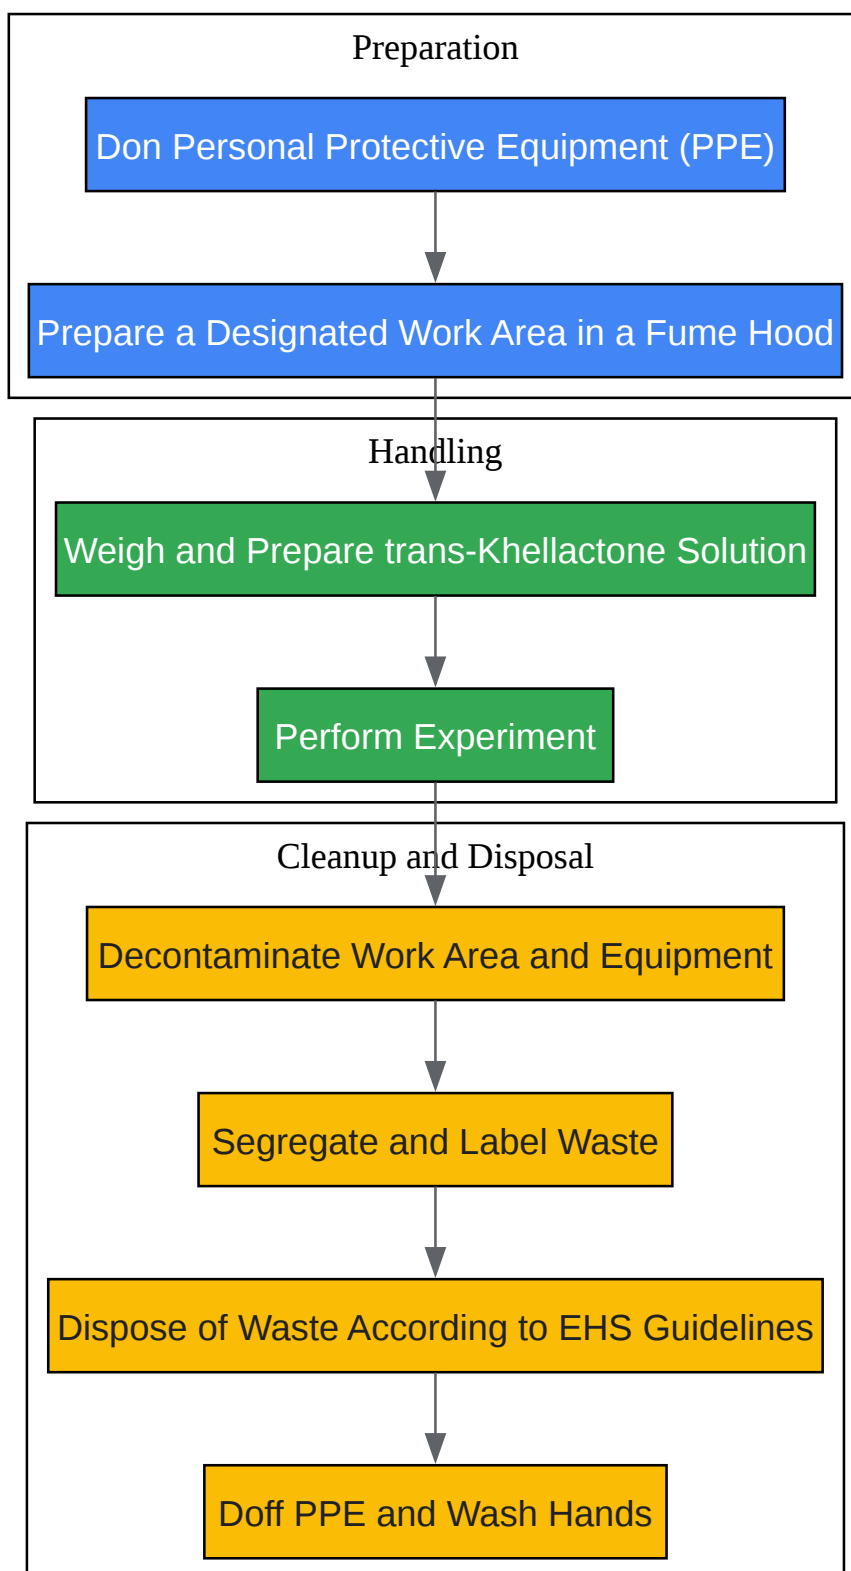 Preparation
Don Personal Protective Equipment (PPE)
Prepare a Designated Work Area in a Fume Hood
Handling
Weigh and Prepare trans-Khellactone Solution
Perform Experiment
Cleanup and Disposal
Decontaminate Work Area and Equipment
Segregate and Label Waste
Dispose of Waste According to EHS Guidelines
Doff PPE and Wash Hands